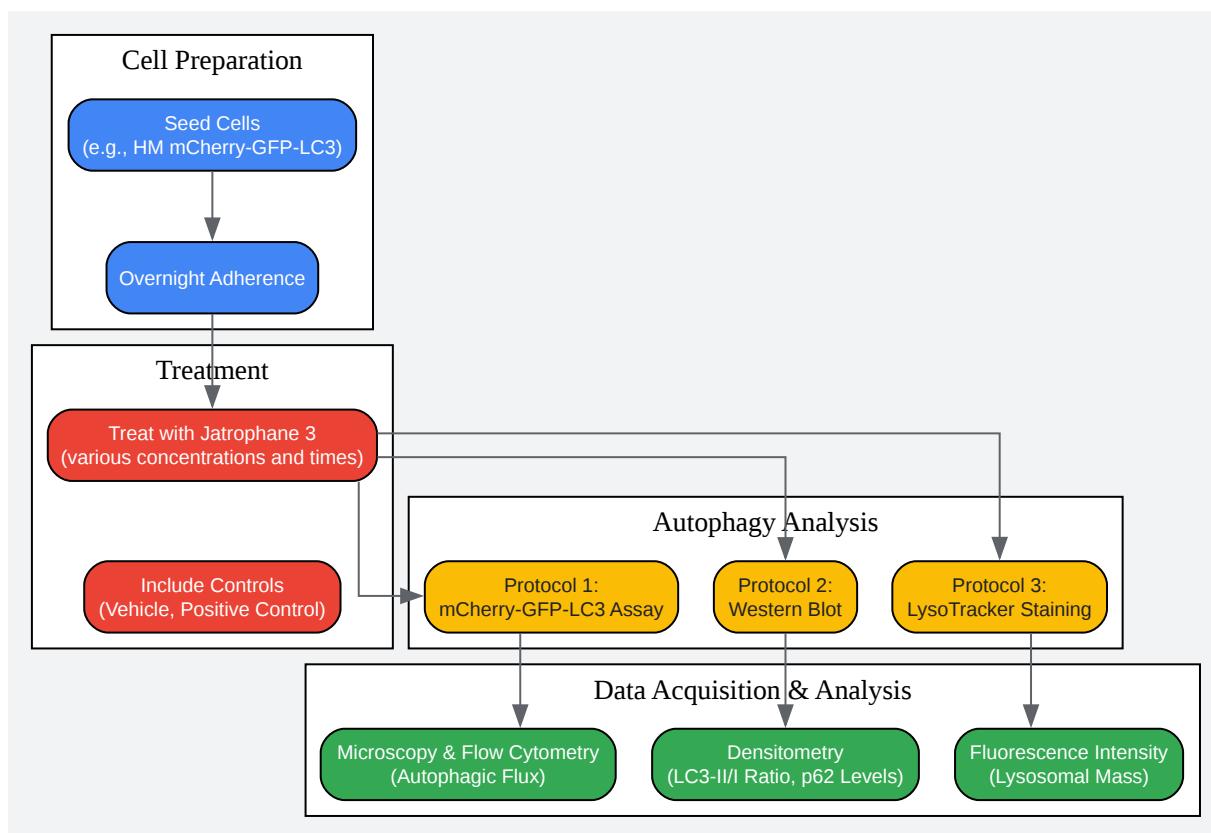 Cell Preparation
Seed Cells
(e.g., HM mCherry-GFP-LC3)
Overnight Adherence
Treatment
Treat with Jatrophane 3
(various concentrations and times)
Include Controls
(Vehicle, Positive Control)
Autophagy Analysis
Protocol 1:
mCherry-GFP-LC3 Assay
Protocol 2:
Western Blot
Protocol 3:
LysoTracker Staining
Data Acquisition & Analysis
Microscopy & Flow Cytometry
(Autophagic Flux)
Densitometry
(LC3-II/I Ratio, p62 Levels)
Fluorescence Intensity
(Lysosomal Mass)